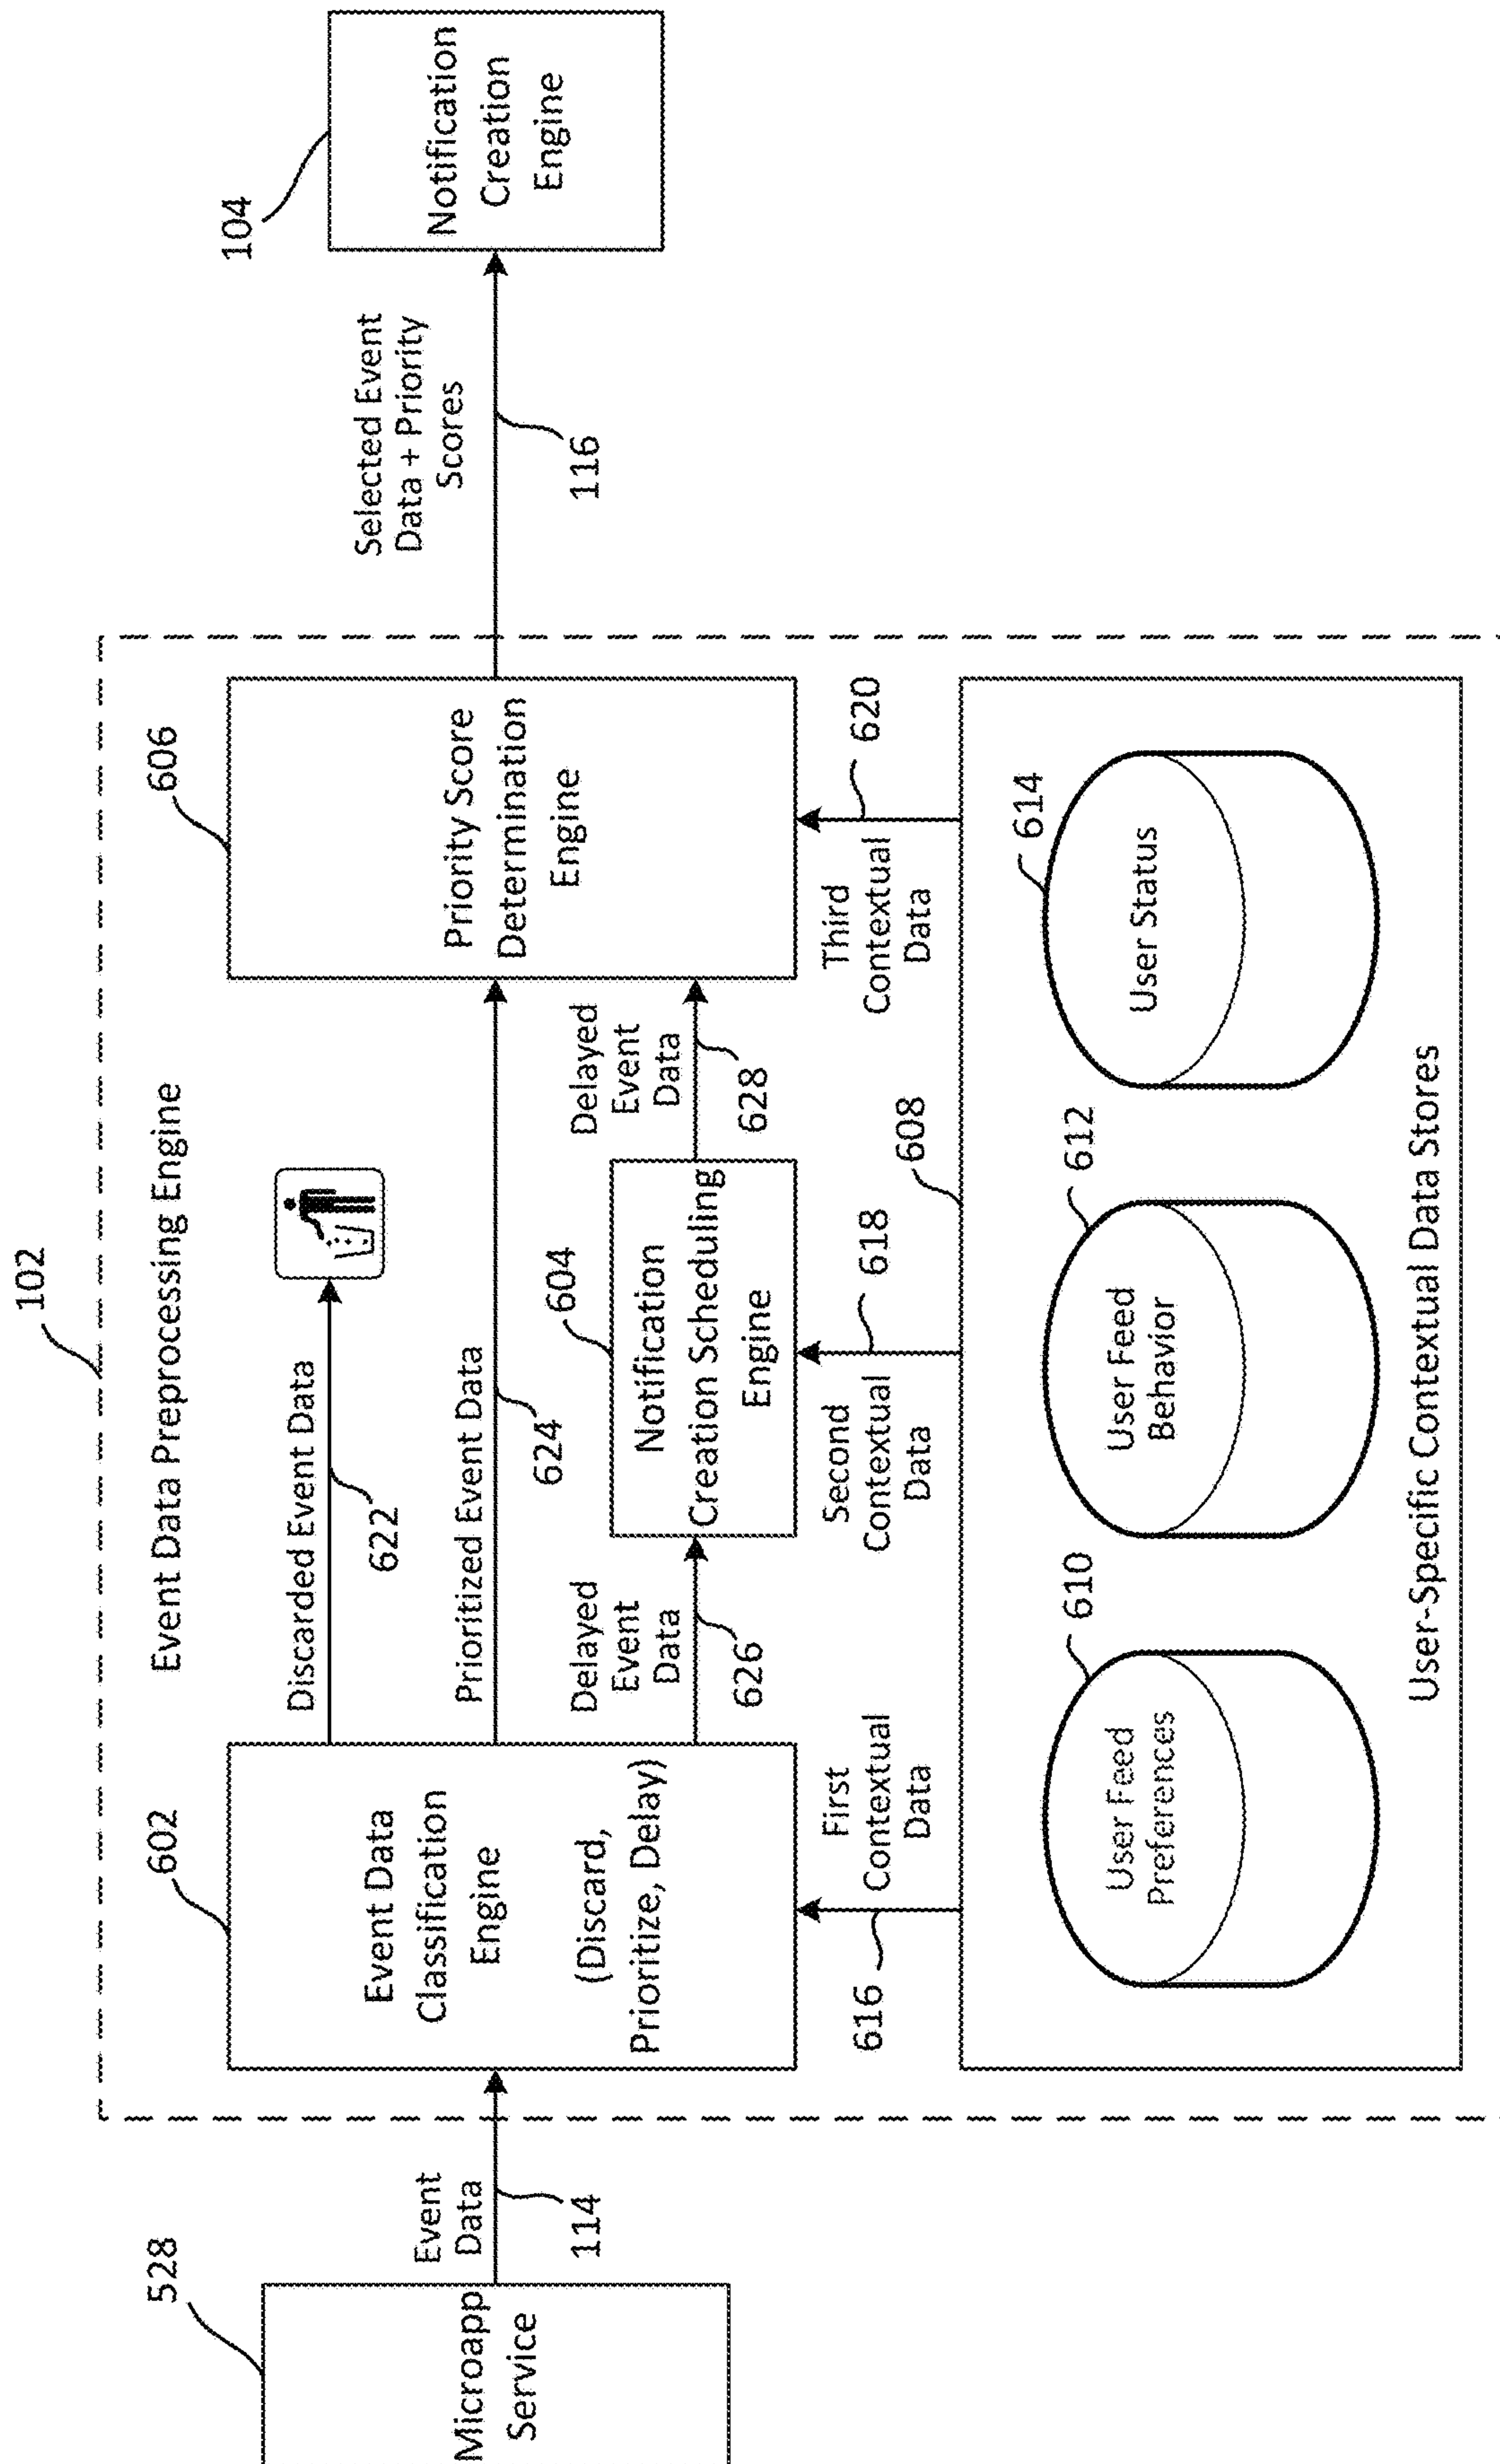 102
Event Data Preprocessing Engine
528
Microapp
Service
Event
Data
114
602
Event Data
Classification
Engine
(Discard,
Prioritize, Delay)
Discarded Event Data
622
Prioritized Event Data
624
Delayed
Event
Data
626
604
Notification
Creation Scheduling
Engine
Delayed
Event
Data
628
606
Priority Score
Determination
Engine
Selected Event
Data + Priority
Scores
116
104
Notification
Creation
Engine
616
First
Contextual
Data
Second
Contextual
Data
618
Third
Contextual
Data
620
608
610
User Feed
Preferences
612
User Feed
Behavior
614
User Status
User-Specific Contextual Data Stores